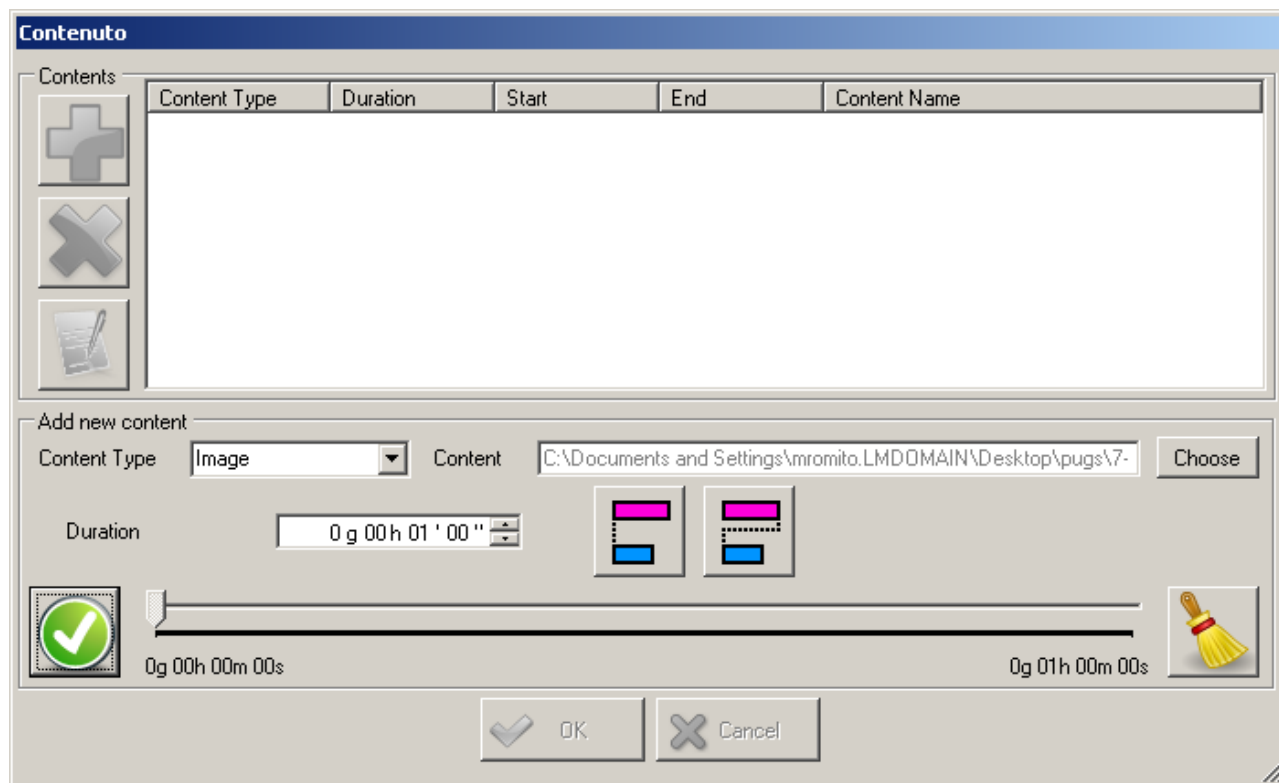 Contenuto
Contents
Content Type Duration Start End Content Name
Add new content
Content Type Image Content C:\Documents and Settings\mromito.LMDOMAIN\Desktop\pugs\7- Choose
Duration 0 g 00 h 01 ' 00 "
0g 00h 00m 00s 0g 01h 00m 00s
OK Cancel